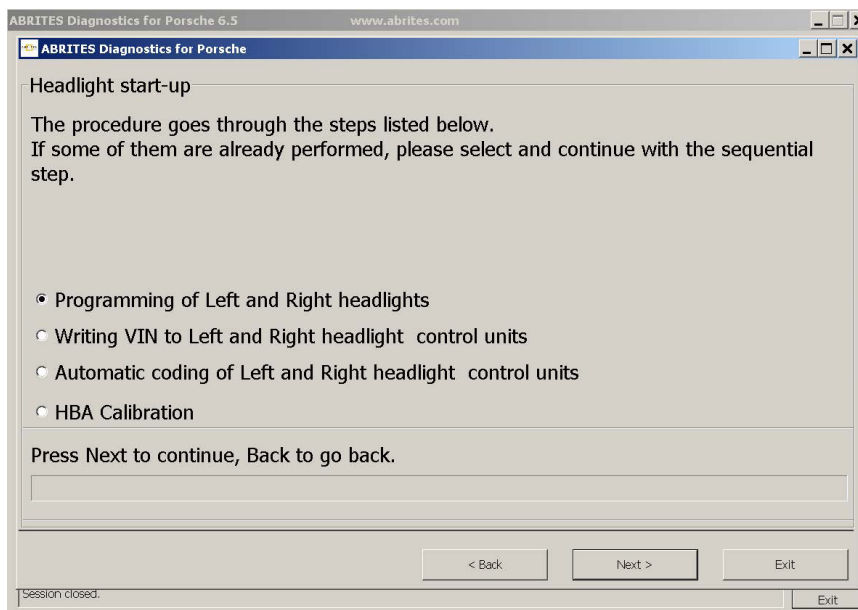 ABRITES Diagnostics for Porsche 6.5 www.abrites.com
ABRITES Diagnostics for Porsche
Headlight start-up
The procedure goes through the steps listed below.
If some of them are already performed, please select and continue with the sequential
step.
Programming of Left and Right headlights
Writing VIN to Left and Right headlight control units
Automatic coding of Left and Right headlight control units
HBA Calibration
Press Next to continue, Back to go back.
< Back Next > Exit
Session closed.
Exit